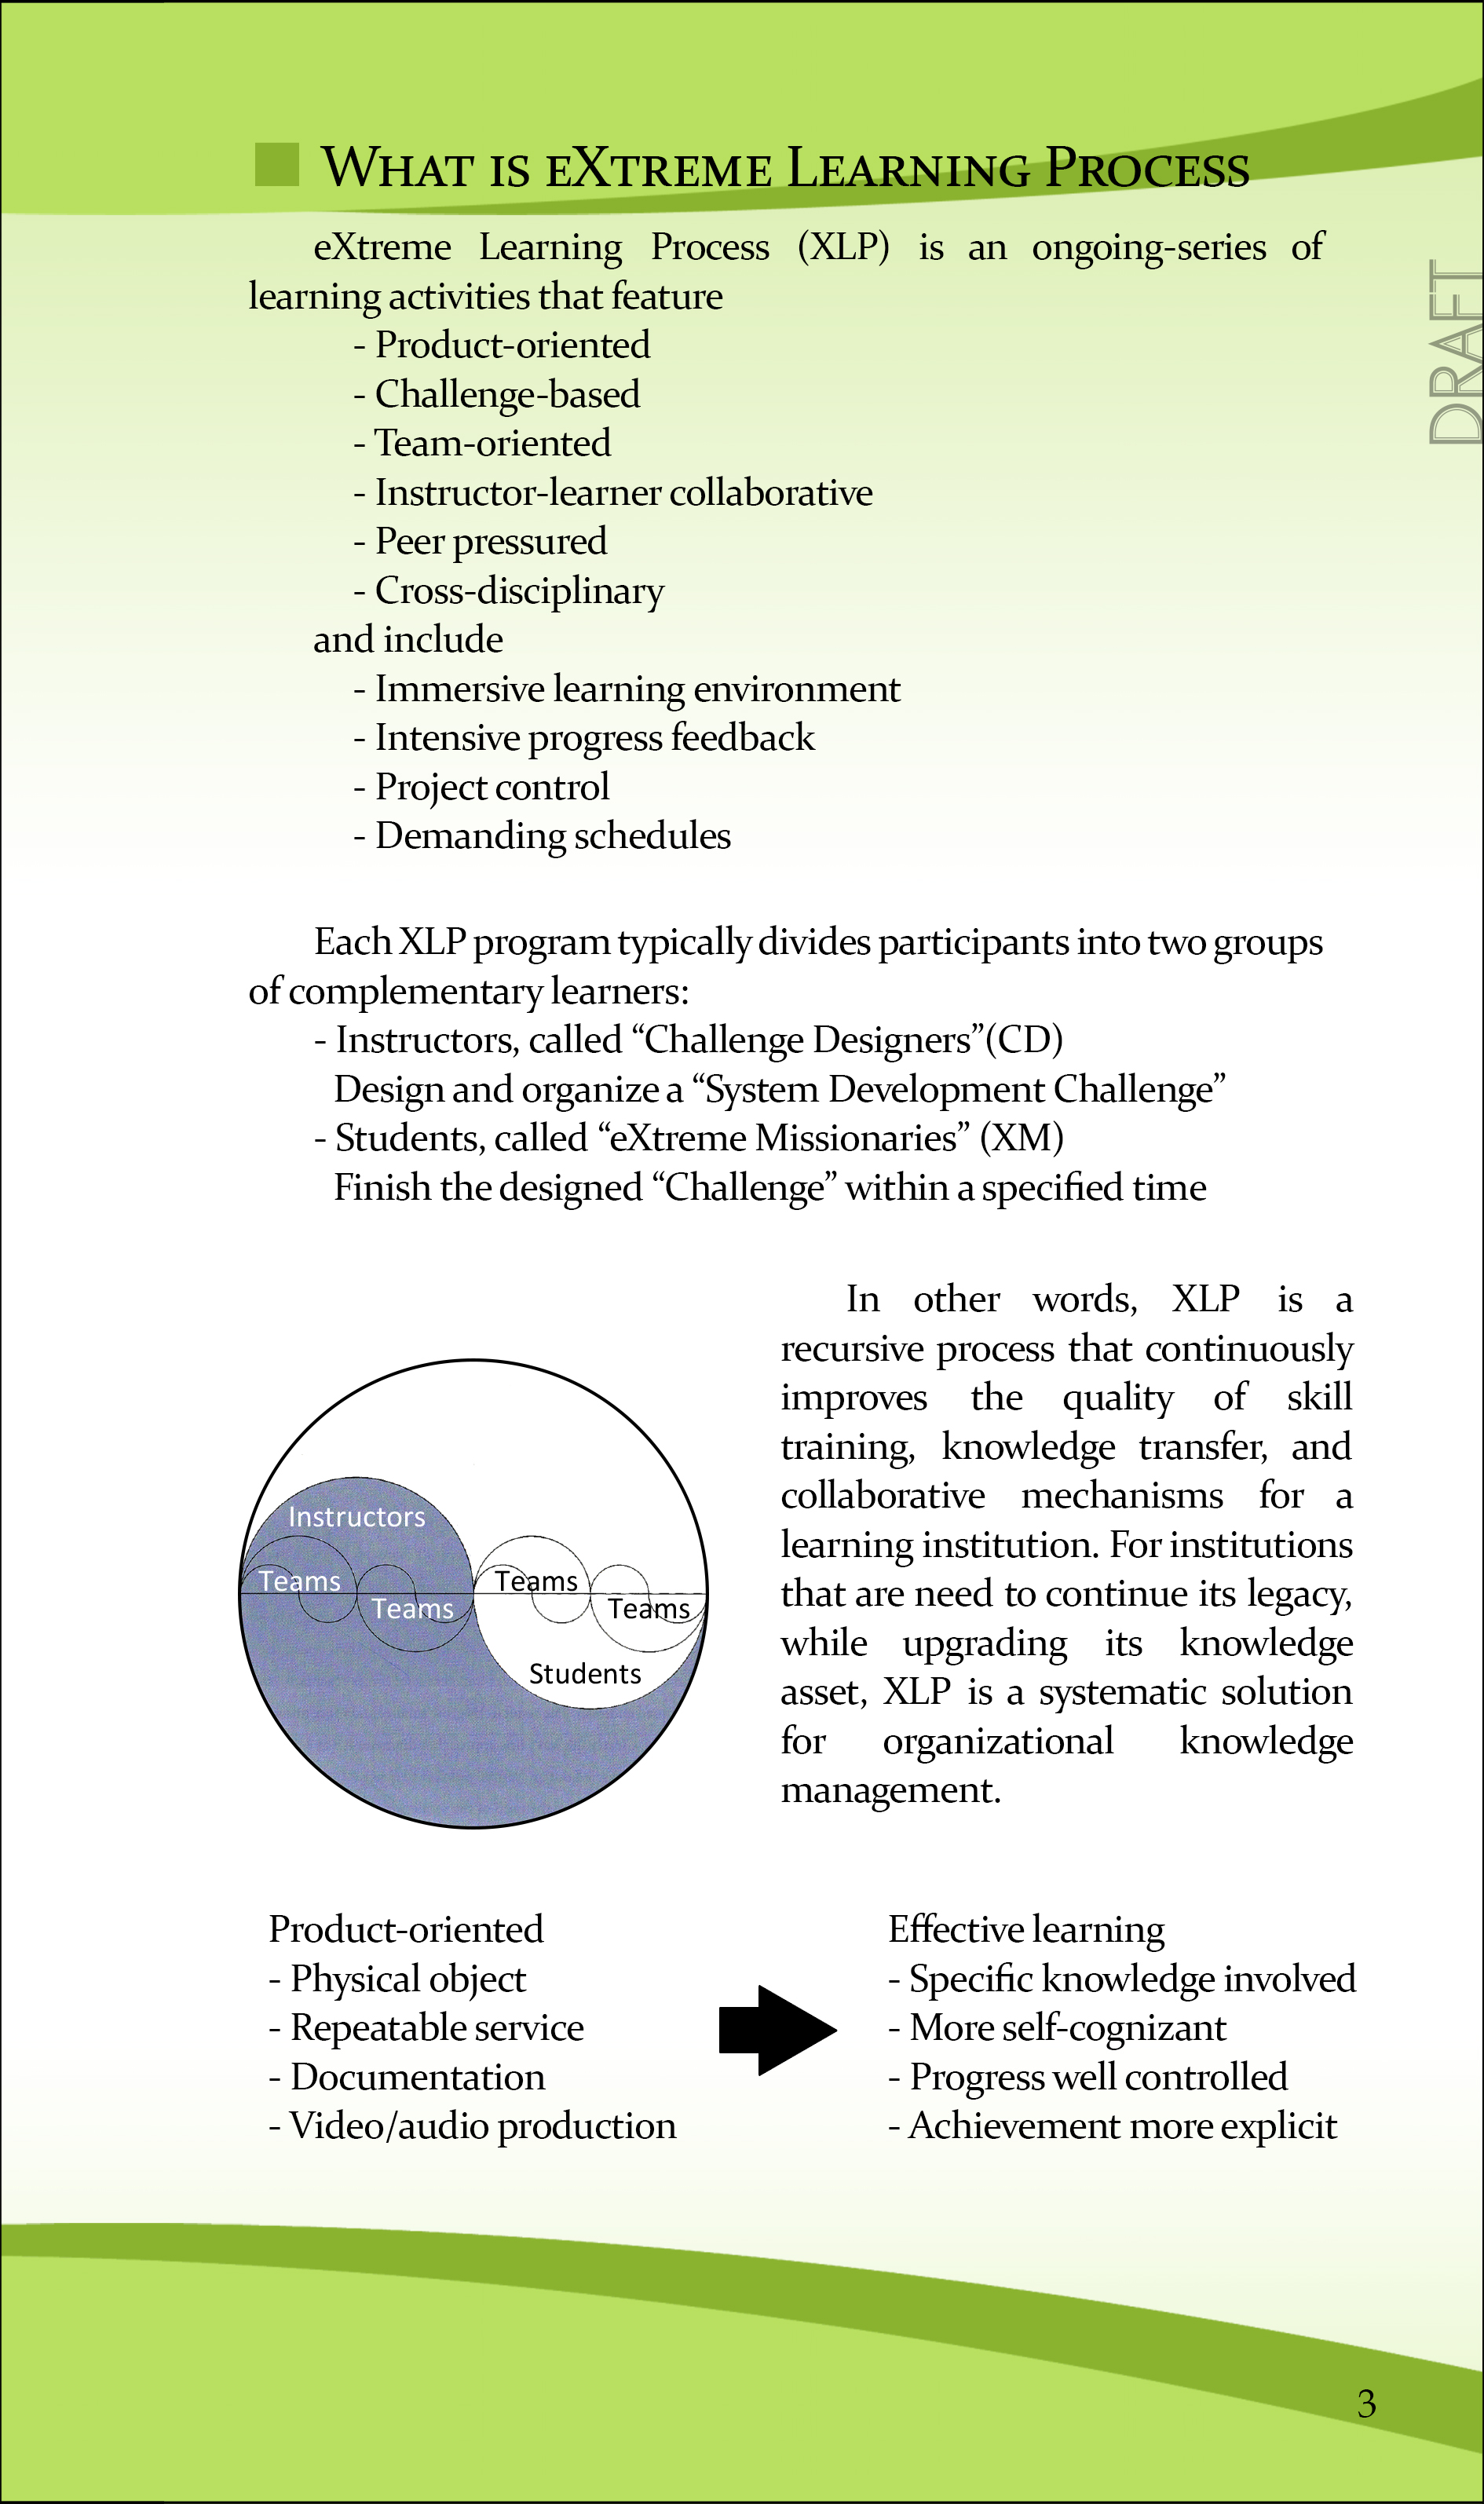 What is eXtreme Learning Process
eXtreme Learning Process (XLP) is an ongoing-series of
learning activities that feature
- Product-oriented
- Challenge-based
- Team-oriented
- Instructor-learner collaborative
- Peer pressured
- Cross-disciplinary
and include
- Immersive learning environment
- Intensive progress feedback
- Project control
- Demanding schedules
DRAFT
Each XLP program typically divides participants into two groups
of complementary learners:
- Instructors, called “Challenge Designers”(CD)
Design and organize a “System Development Challenge”
- Students, called “eXtreme Missionaries” (XM)
Finish the designed “Challenge” within a specified time
Instructors
Teams
Teams
Teams
Teams
Students
In other words, XLP is a
recursive process that continuously
improves the quality of skill
training, knowledge transfer, and
collaborative mechanisms for a
learning institution. For institutions
that are need to continue its legacy,
while upgrading its knowledge
asset, XLP is a systematic solution
for organizational knowledge
management.
Product-oriented
- Physical object
- Repeatable service
- Documentation
- Video/audio production
Effective learning
- Specific knowledge involved
- More self-cognizant
- Progress well controlled
- Achievement more explicit
3